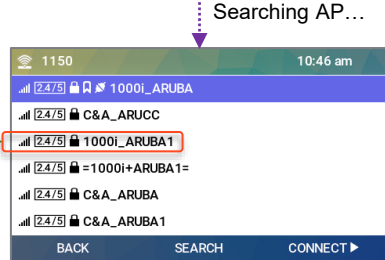 Searching AP…
1150 10:46 am
2.4/5 1000i_ARUBA
2.4/5 C&A_ARUCC
2.4/5 1000i_ARUBA1
2.4/5 =1000i+ARUBA1=
2.4/5 C&A_ARUBA
2.4/5 C&A_ARUBA1
BACK SEARCH CONNECT▶